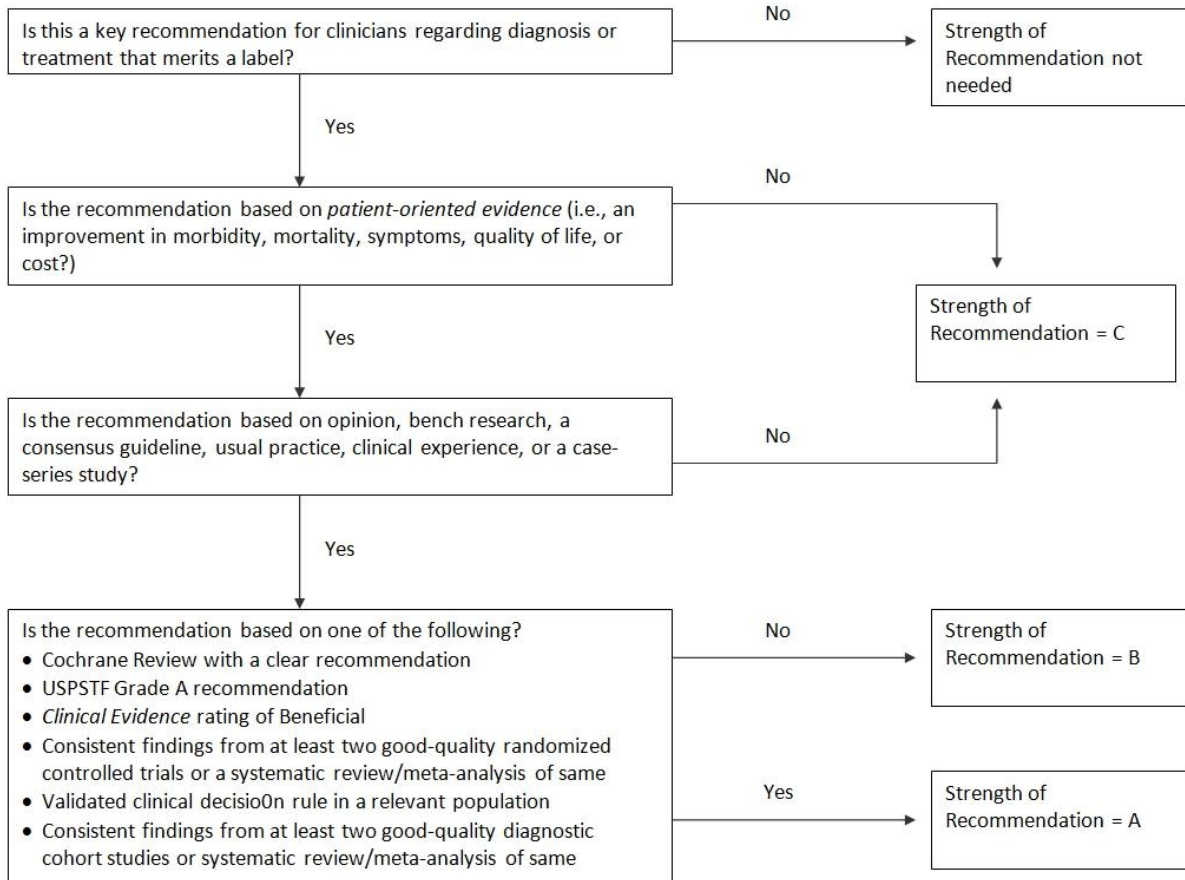 Is this a key recommendation for clinicians regarding diagnosis or
treatment that merits a label?
No
Strength of
Recommendation not
needed
Yes
Is the recommendation based on patient-oriented evidence (i.e., an
improvement in morbidity, mortality, symptoms, quality of life, or
cost?)
No
Strength of
Recommendation = C
Yes
Is the recommendation based on opinion, bench research, a
consensus guideline, usual practice, clinical experience, or a case-
series study?
No
Yes
Is the recommendation based on one of the following?
• Cochrane Review with a clear recommendation
• USPSTF Grade A recommendation
• Clinical Evidence rating of Beneficial
• Consistent findings from at least two good-quality randomized
controlled trials or a systematic review/meta-analysis of same
• Validated clinical decisio0n rule in a relevant population
• Consistent findings from at least two good-quality diagnostic
cohort studies or systematic review/meta-analysis of same
No
Strength of
Recommendation = B
Yes
Strength of
Recommendation = A